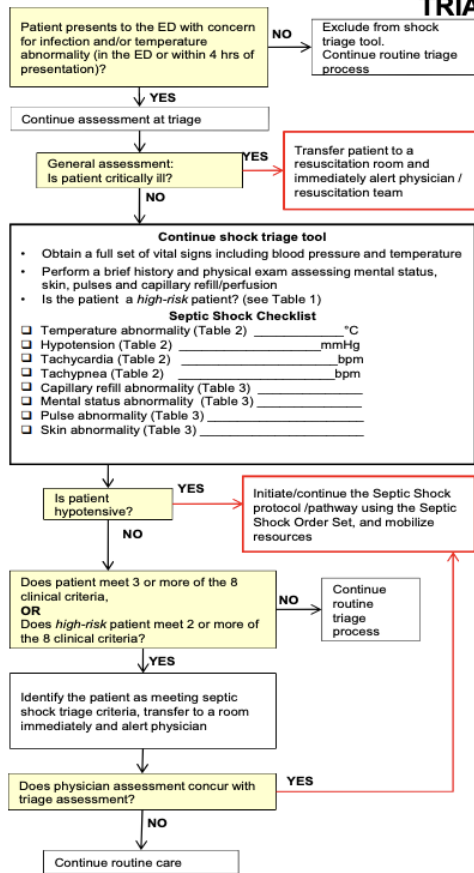 TRIA
Patient presents to the ED with concern
for infection and/or temperature
abnormality (in the ED or within 4 hrs of
presentation)?
NO
Exclude from shock
triage tool.
Continue routine triage
process
YES
Continue assessment at triage
General assessment:
Is patient critically ill?
YES
Transfer patient to a
resuscitation room and
immediately alert physician /
resuscitation team
NO
Continue shock triage tool
• Obtain a full set of vital signs including blood pressure and temperature
• Perform a brief history and physical exam assessing mental status,
skin, pulses and capillary refill/perfusion
• Is the patient a high-risk patient? (see Table 1)
Septic Shock Checklist
❑ Temperature abnormality (Table 2) ____________°C
❑ Hypotension (Table 2) ____________________mmHg
❑ Tachycardia (Table 2) ____________________bpm
❑ Tachypnea (Table 2) ____________________bpm
❑ Capillary refill abnormality (Table 3) ______________
❑ Mental status abnormality (Table 3) ______________
❑ Pulse abnormality (Table 3) ____________________
❑ Skin abnormality (Table 3) _____________________
Is patient
hypotensive?
YES
Initiate/continue the Septic Shock
protocol /pathway using the Septic
Shock Order Set, and mobilize
resources
NO
Does patient meet 3 or more of the 8
clinical criteria,
OR
Does high-risk patient meet 2 or more of
the 8 clinical criteria?
NO
Continue
routine
triage
process
YES
Identify the patient as meeting septic
shock triage criteria, transfer to a room
immediately and alert physician
Does physician assessment concur with
triage assessment?
YES
NO
Continue routine care